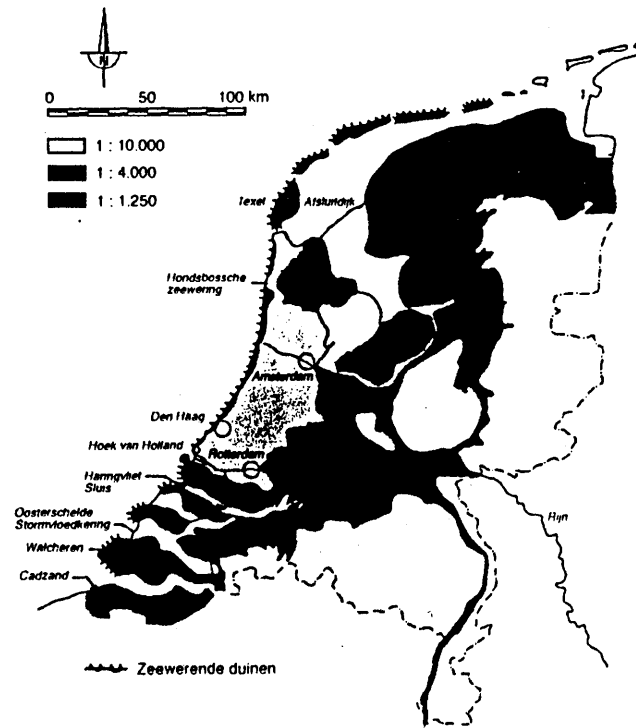 N
0 50 100 km
1 : 10.000
1 : 4.000
1 : 1.250
Texel
Afsluitdijk
Hondsbossche
zeewering
Amsterdam
Den Haag
Hoek van Holland
Rotterdam
Haringvliet
Sluis
Oosterschelde
Stormvloedkering
Walcheren
Cadzand
Rijn
Zeewerende duinen